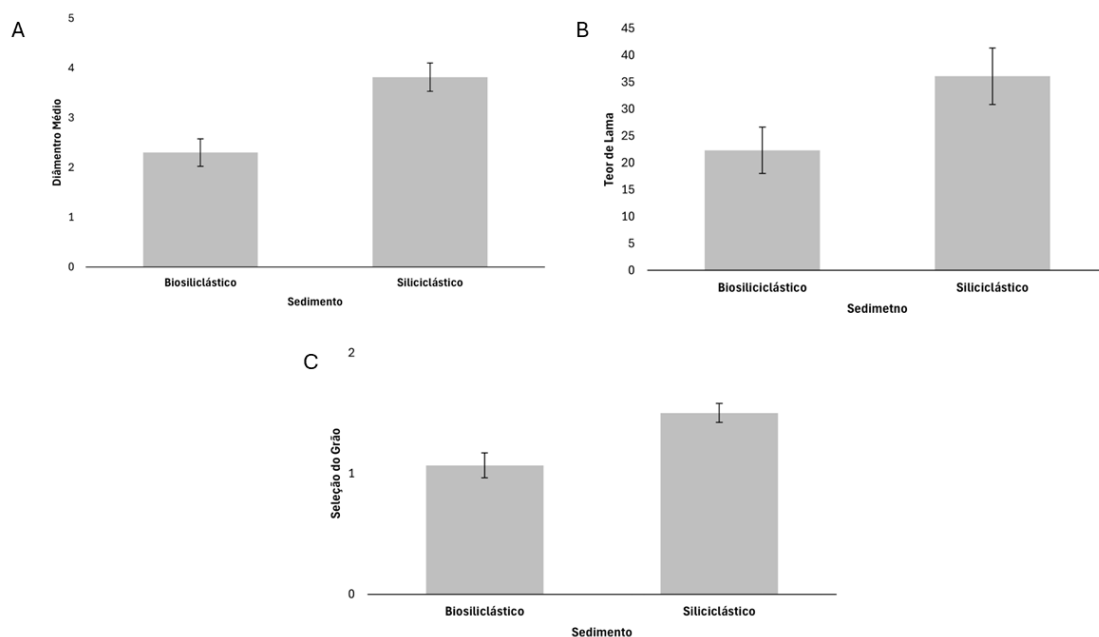 A
5
4
3
2
1
0
Diâmentro Médio
Biosiliclástico Siliciclástico
Sedimento
B
45
40
35
30
25
20
15
10
5
0
Teor de Lama
Biosiliciclástico Siliciclástico
Sedimetno
C
2
1
0
Seleção do Grão
Biosiliclástico Siliciclástico
Sedimento